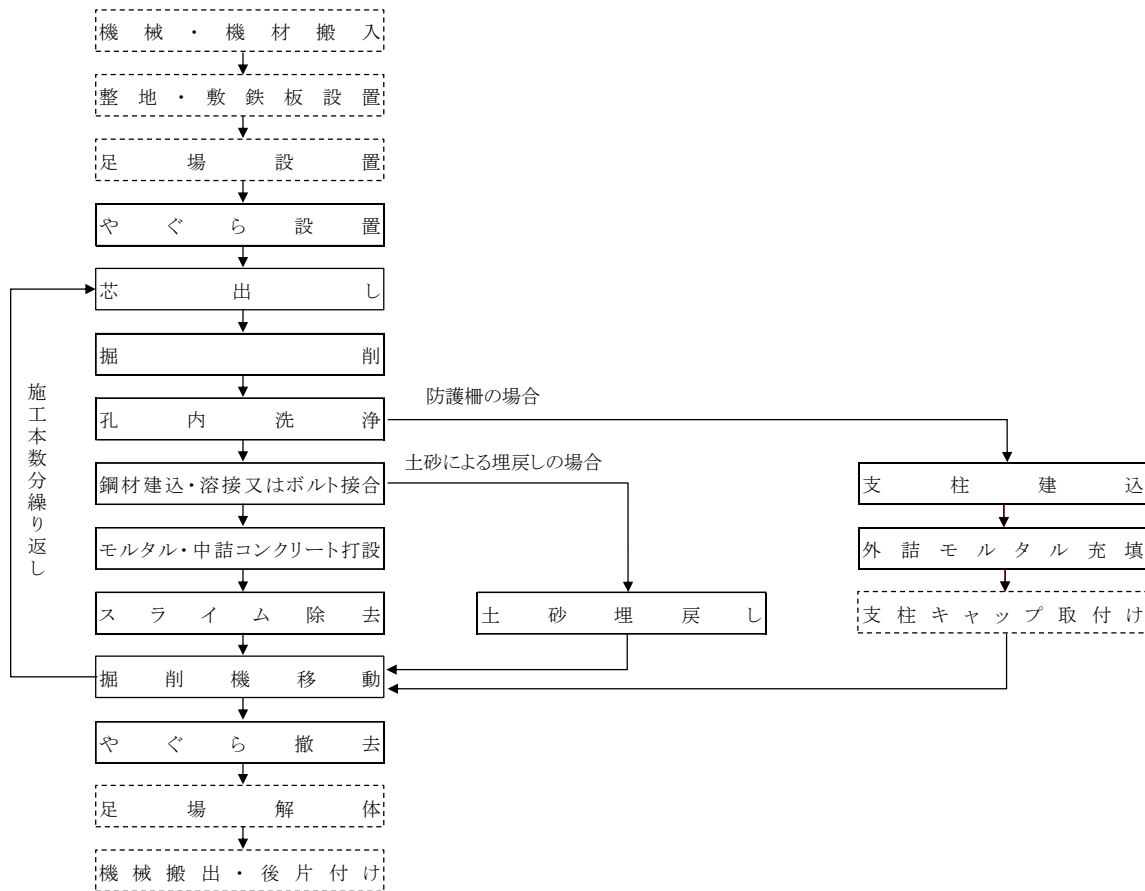 機械・機材搬入
整地・敷鉄板設置
足場設置
やぐら設置
芯出し
掘削
防護柵の場合
孔内洗浄
土砂による埋戻しの場合
鋼材建込・溶接又はボルト接合
支柱建込
施工本数分繰り返し
モルタル・中詰コンクリート打設
外詰モルタル充填
スライム除去
土砂埋戻し
支柱キャップ取付け
掘削機移動
やぐら撤去
足場解体
機械搬出・後片付け